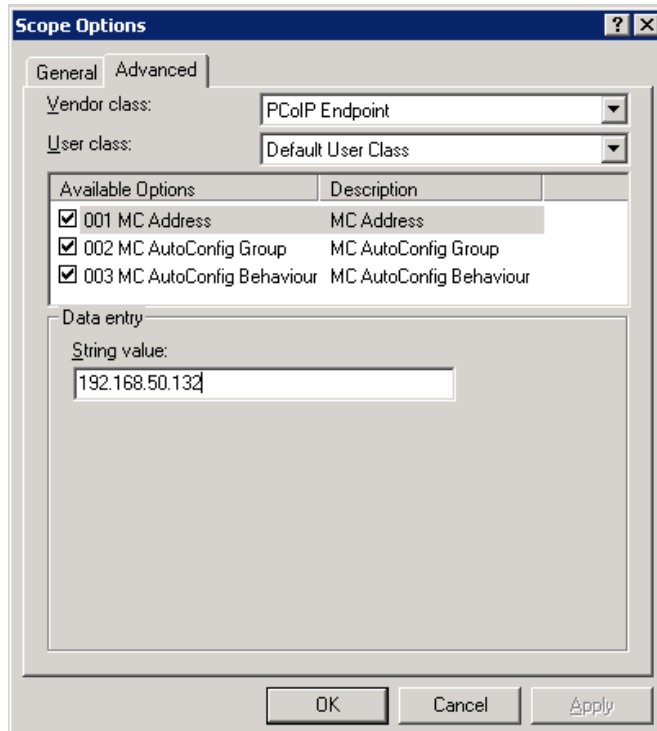 Scope Options
General Advanced
Vendor class: PCoIP Endpoint
User class: Default User Class
Available Options Description
001 MC Address MC Address
002 MC AutoConfig Group MC AutoConfig Group
003 MC AutoConfig Behaviour MC AutoConfig Behaviour
Data entry
String value:
192.168.50.132
OK Cancel Apply